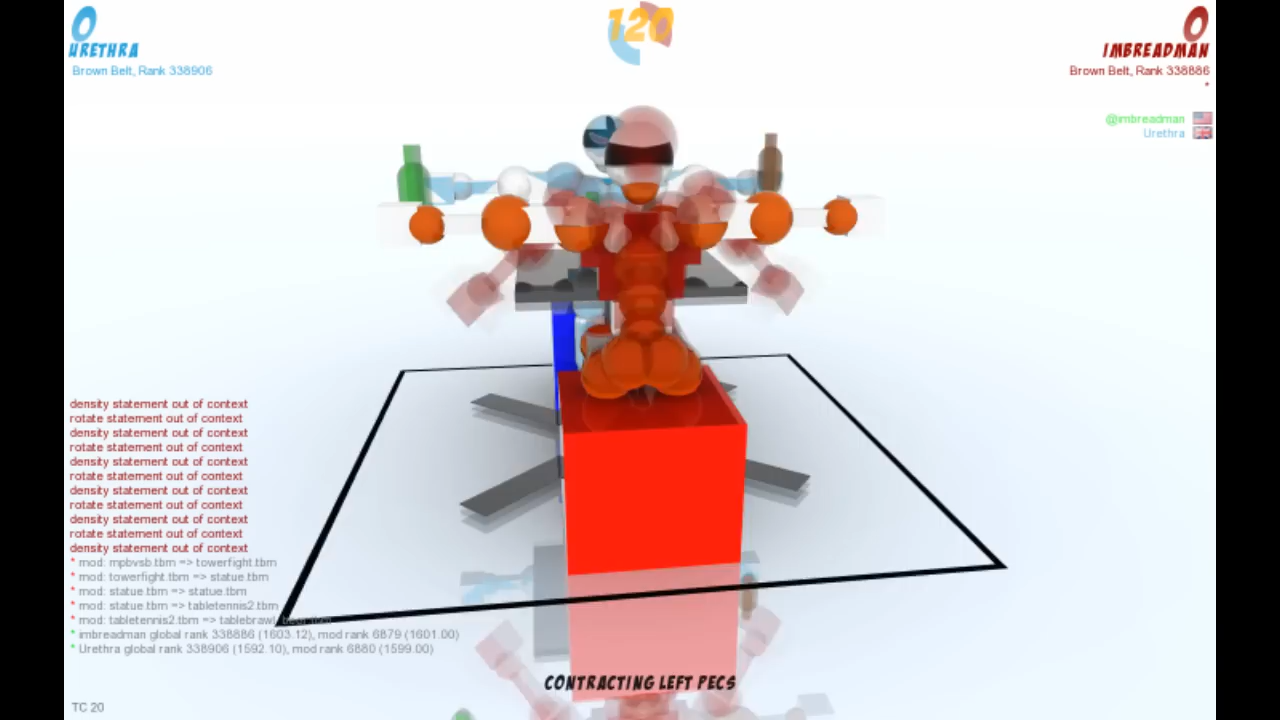 0
URETHRA
Brown Belt, Rank 338906
120
0
IMBREADMAN
Brown Belt, Rank 338886
*
@imbreadman
Urethra
density statement out of context
rotate statement out of context
density statement out of context
rotate statement out of context
density statement out of context
rotate statement out of context
density statement out of context
rotate statement out of context
density statement out of context
rotate statement out of context
density statement out of context
* mod: mpbvsb.tbm => towerfight.tbm
* mod: towerfight.tbm => statue.tbm
* mod: statue.tbm => statue.tbm
* mod: statue.tbm => tabletennis2.tbm
* mod: tabletennis2.tbm => tablebrawl
* imbreadman global rank 338886 (1603.12), mod rank 6879 (1601.00)
* Urethra global rank 338906 (1592.10), mod rank 6880 (1599.00)
CONTRACTING LEFT PECS
TC 20